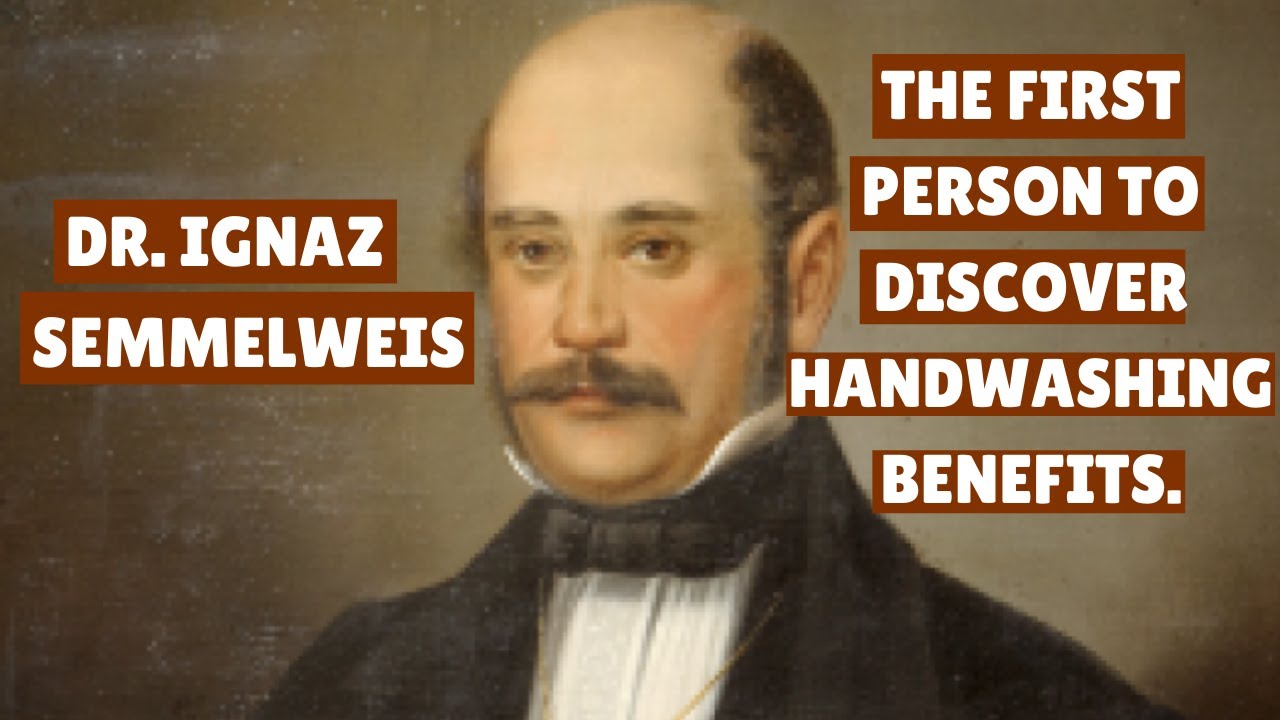 DR. IGNAZ
SEMMELWEIS
THE FIRST
PERSON TO
DISCOVER
HANDWASHING
BENEFITS.